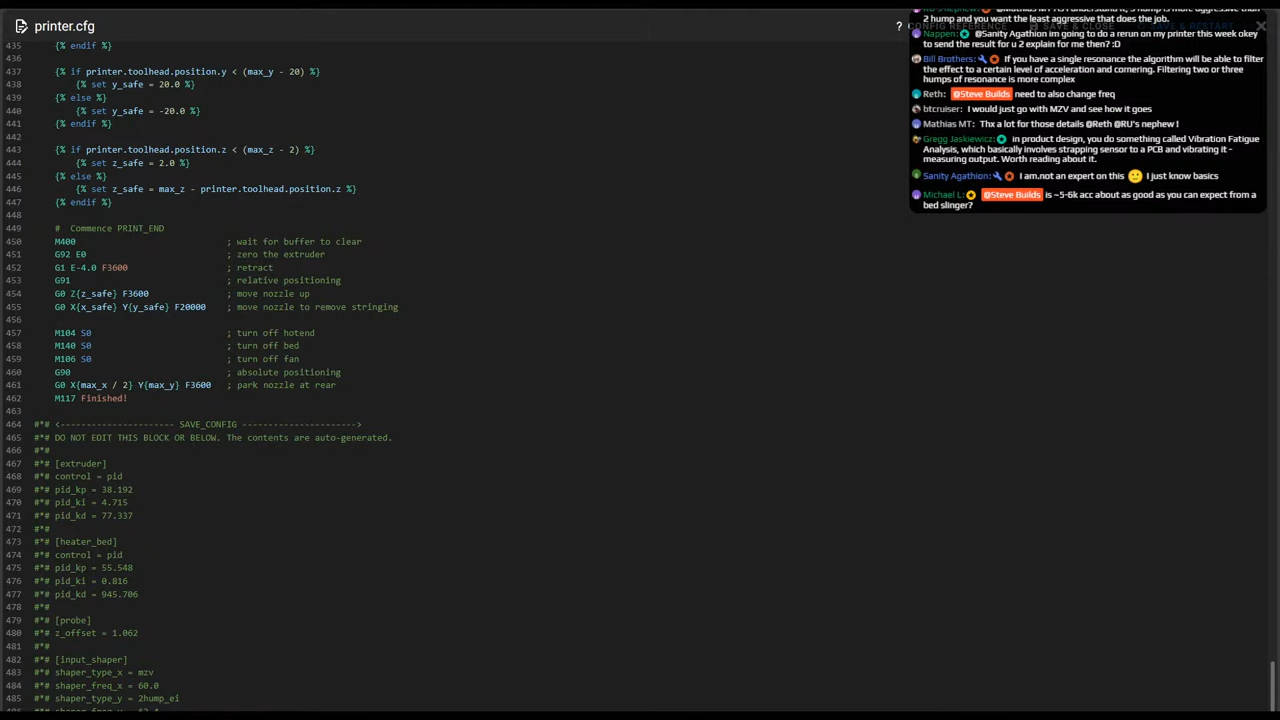 printer.cfg
? CONFIG REFERENCE SAVE & CLOSE SAVE & RESTART
435 {% endif %}
436
437 {% if printer.toolhead.position.y < (max_y - 20) %}
438 {% set y_safe = 20.0 %}
439 {% else %}
440 {% set y_safe = -20.0 %}
441 {% endif %}
442
443 {% if printer.toolhead.position.z < (max_z - 2) %}
444 {% set z_safe = 2.0 %}
445 {% else %}
446 {% set z_safe = max_z - printer.toolhead.position.z %}
447 {% endif %}
448
449 # Commence PRINT_END
450 M400 ; wait for buffer to clear
451 G92 E0 ; zero the extruder
452 G1 E-4.0 F3600 ; retract
453 G91 ; relative positioning
454 G0 Z{z_safe} F3600 ; move nozzle up
455 G0 X{x_safe} Y{y_safe} F20000 ; move nozzle to remove stringing
456
457 M104 S0 ; turn off hotend
458 M140 S0 ; turn off bed
459 M106 S0 ; turn off fan
460 G90 ; absolute positioning
461 G0 X{max_x / 2} Y{max_y} F3600 ; park nozzle at rear
462 M117 Finished!
463
464 #*# <---------------------- SAVE_CONFIG ---------------------->
465 #*# DO NOT EDIT THIS BLOCK OR BELOW. The contents are auto-generated.
466 #*#
467 #*# [extruder]
468 #*# control = pid
469 #*# pid_kp = 38.192
470 #*# pid_ki = 4.715
471 #*# pid_kd = 77.337
472 #*#
473 #*# [heater_bed]
474 #*# control = pid
475 #*# pid_kp = 55.548
476 #*# pid_ki = 0.816
477 #*# pid_kd = 945.706
478 #*#
479 #*# [probe]
480 #*# z_offset = 1.062
481 #*#
482 #*# [input_shaper]
483 #*# shaper_type_x = mzv
484 #*# shaper_freq_x = 60.0
485 #*# shaper_type_y = 2hump_ei
2 hump and you want the least aggressive that does the job.
Nappen: @Sanity Agathion im going to do a rerun on my printer this week okey
to send the result for u 2 explain for me then? :D
Bill Brothers: If you have a single resonance the algorithm will be able to filter
the effect to a certain level of acceleration and cornering. Filtering two or three
humps of resonance is more complex
Reth: @Steve Builds need to also change freq
btcruiser: I would just go with MZV and see how it goes
Mathias MT: Thx a lot for those details @Reth @RU's nephew !
Gregg Jaskiewicz: in product design, you do something called Vibration Fatigue
Analysis, which basically involves strapping sensor to a PCB and vibrating it -
measuring output. Worth reading about it.
Sanity Agathion: I am.not an expert on this I just know basics
Michael L: @Steve Builds is ~5-6k acc about as good as you can expect from a
bed slinger?